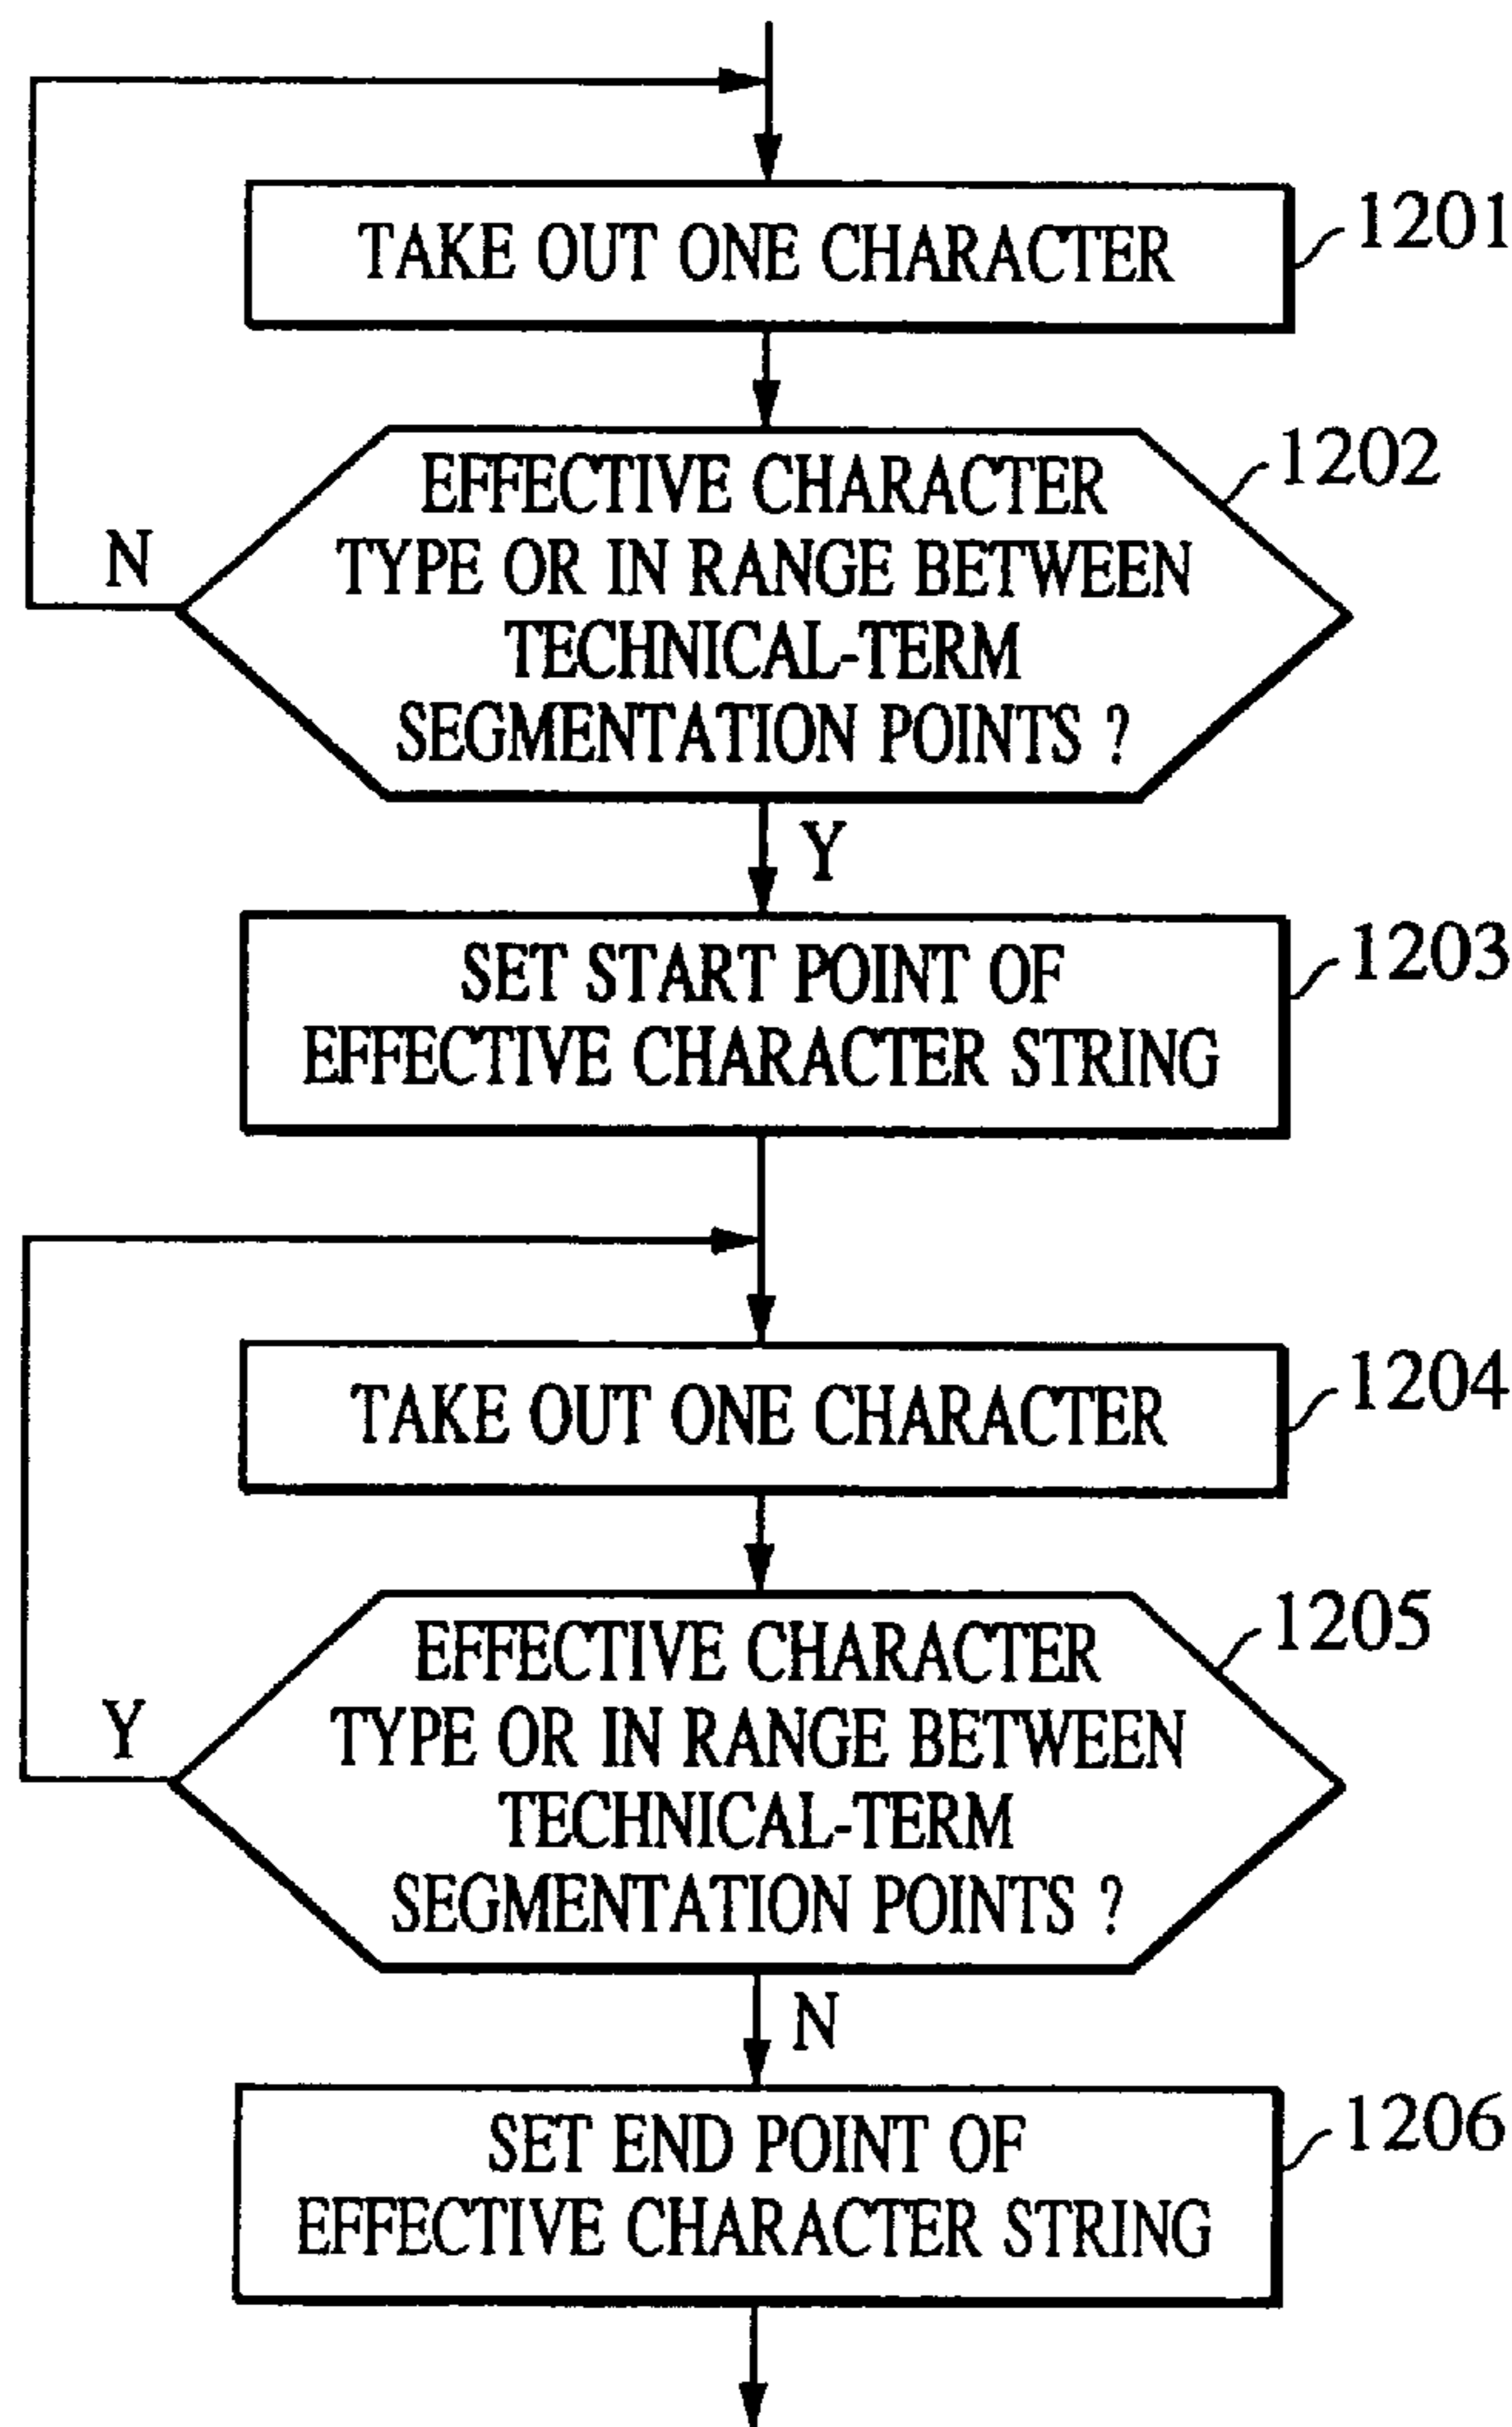 TAKE OUT ONE CHARACTER
1201
EFFECTIVE CHARACTER
TYPE OR IN RANGE BETWEEN
TECHNICAL-TERM
SEGMENTATION POINTS ?
1202
N
Y
SET START POINT OF
EFFECTIVE CHARACTER STRING
1203
TAKE OUT ONE CHARACTER
1204
EFFECTIVE CHARACTER
TYPE OR IN RANGE BETWEEN
TECHNICAL-TERM
SEGMENTATION POINTS ?
1205
Y
N
SET END POINT OF
EFFECTIVE CHARACTER STRING
1206